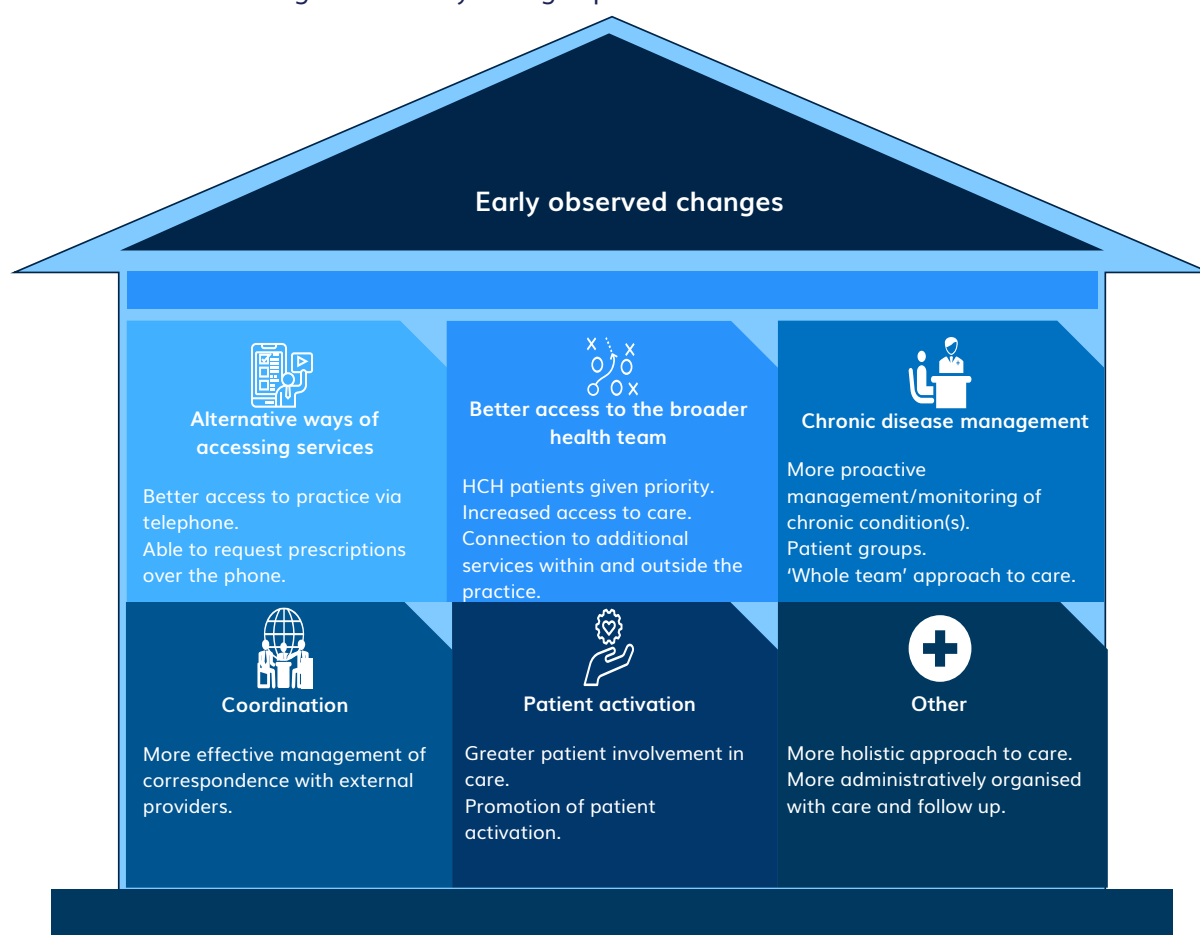 Early observed changes
Alternative ways of
accessing services
Better access to practice via
telephone.
Able to request prescriptions
over the phone.
Better access to the broader
health team
HCH patients given priority.
Increased access to care.
Connection to additional
services within and outside the
practice.
Chronic disease management
More proactive
management/monitoring of
chronic condition(s).
Patient groups.
‘Whole team’ approach to care.
Coordination
More effective management of
correspondence with external
providers.
Patient activation
Greater patient involvement in
care.
Promotion of patient
activation.
Other
More holistic approach to care.
More administratively organised
with care and follow up.